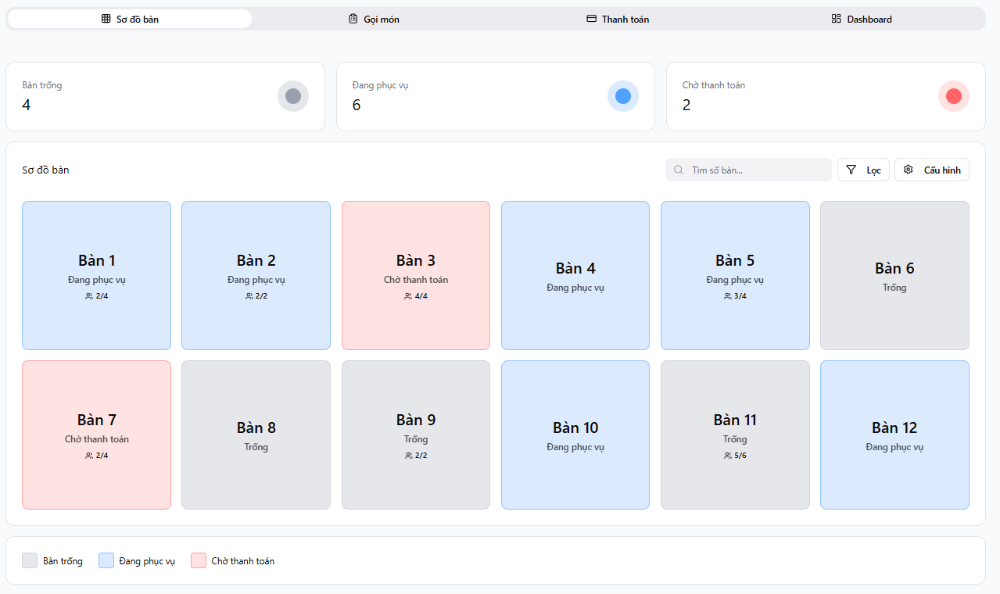 Sơ đồ bàn Gọi món Thanh toán Dashboard
Bàn trống Đang phục vụ Chờ thanh toán
4 6 2
Sơ đồ bàn Tìm số bàn... Lọc Cấu hình
Bàn 1
Đang phục vụ
2/4
Bàn 2
Đang phục vụ
2/2
Bàn 3
Chờ thanh toán
4/4
Bàn 4
Đang phục vụ
Bàn 5
Đang phục vụ
3/4
Bàn 6
Trống
Bàn 7
Chờ thanh toán
2/4
Bàn 8
Trống
Bàn 9
Trống
2/2
Bàn 10
Đang phục vụ
Bàn 11
Trống
5/6
Bàn 12
Đang phục vụ
Bàn trống Đang phục vụ Chờ thanh toán